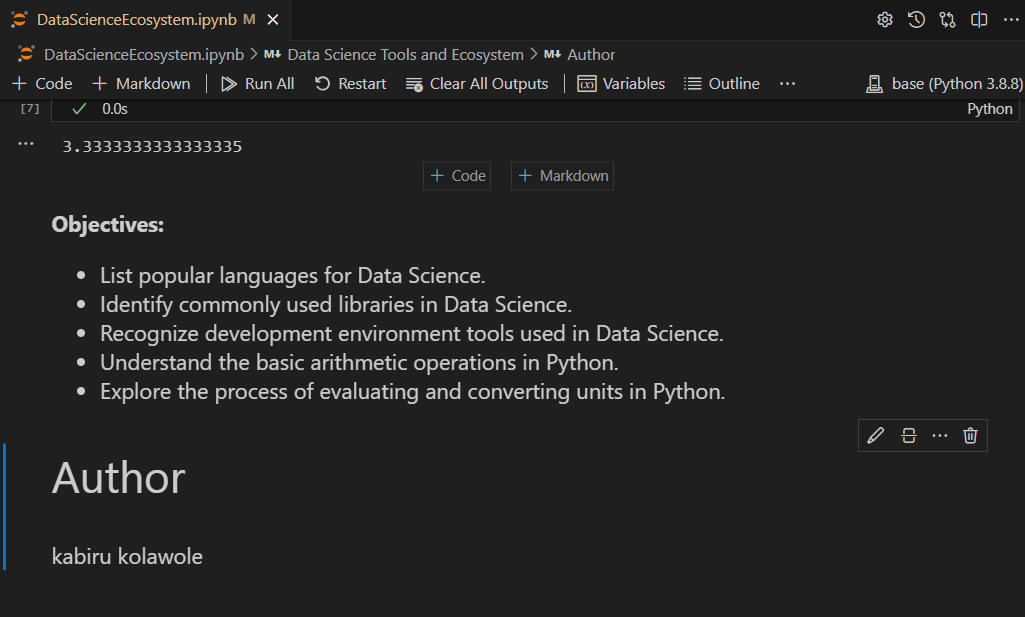 DataScienceEcosystem.ipynb M
DataScienceEcosystem.ipynb > M↓ Data Science Tools and Ecosystem > M↓ Author
+ Code + Markdown | Run All Restart Clear All Outputs | Variables Outline ··· base (Python 3.8.8)
[7] ✓ 0.0s Python
··· 3.3333333333333335
+ Code + Markdown
Objectives:
• List popular languages for Data Science.
• Identify commonly used libraries in Data Science.
• Recognize development environment tools used in Data Science.
• Understand the basic arithmetic operations in Python.
• Explore the process of evaluating and converting units in Python.
Author
kabiru kolawole